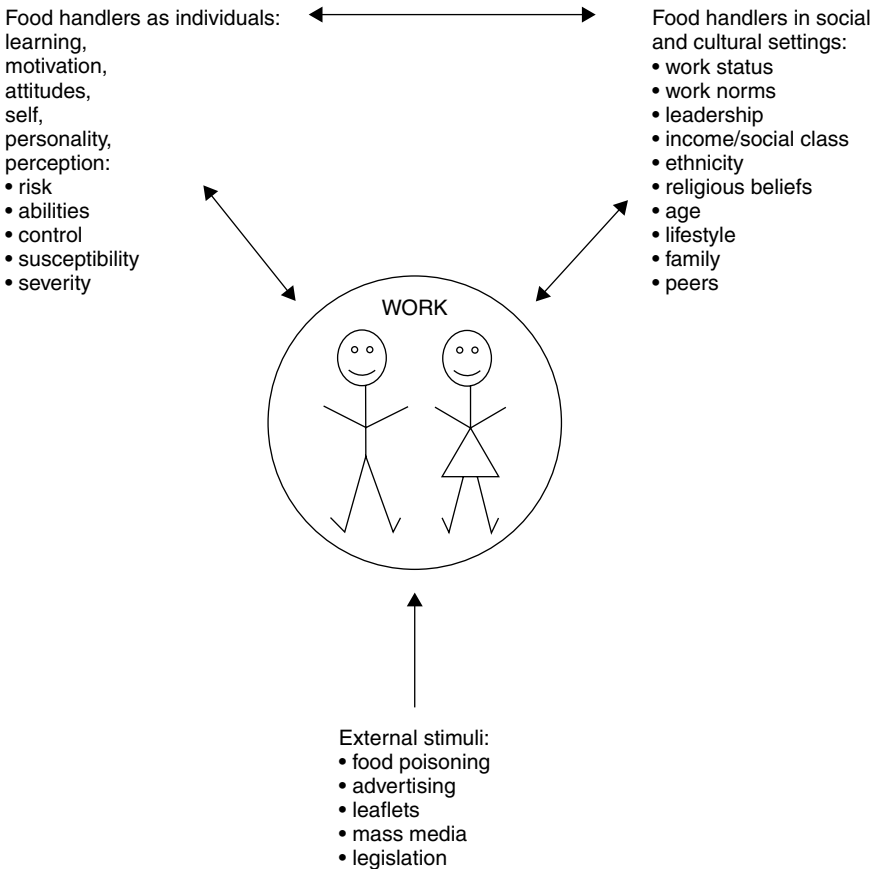 Food handlers as individuals:
learning,
motivation,
attitudes,
self,
personality,
perception:
• risk
• abilities
• control
• susceptibility
• severity
Food handlers in social
and cultural settings:
• work status
• work norms
• leadership
• income/social class
• ethnicity
• religious beliefs
• age
• lifestyle
• family
• peers
WORK
External stimuli:
• food poisoning
• advertising
• leaflets
• mass media
• legislation